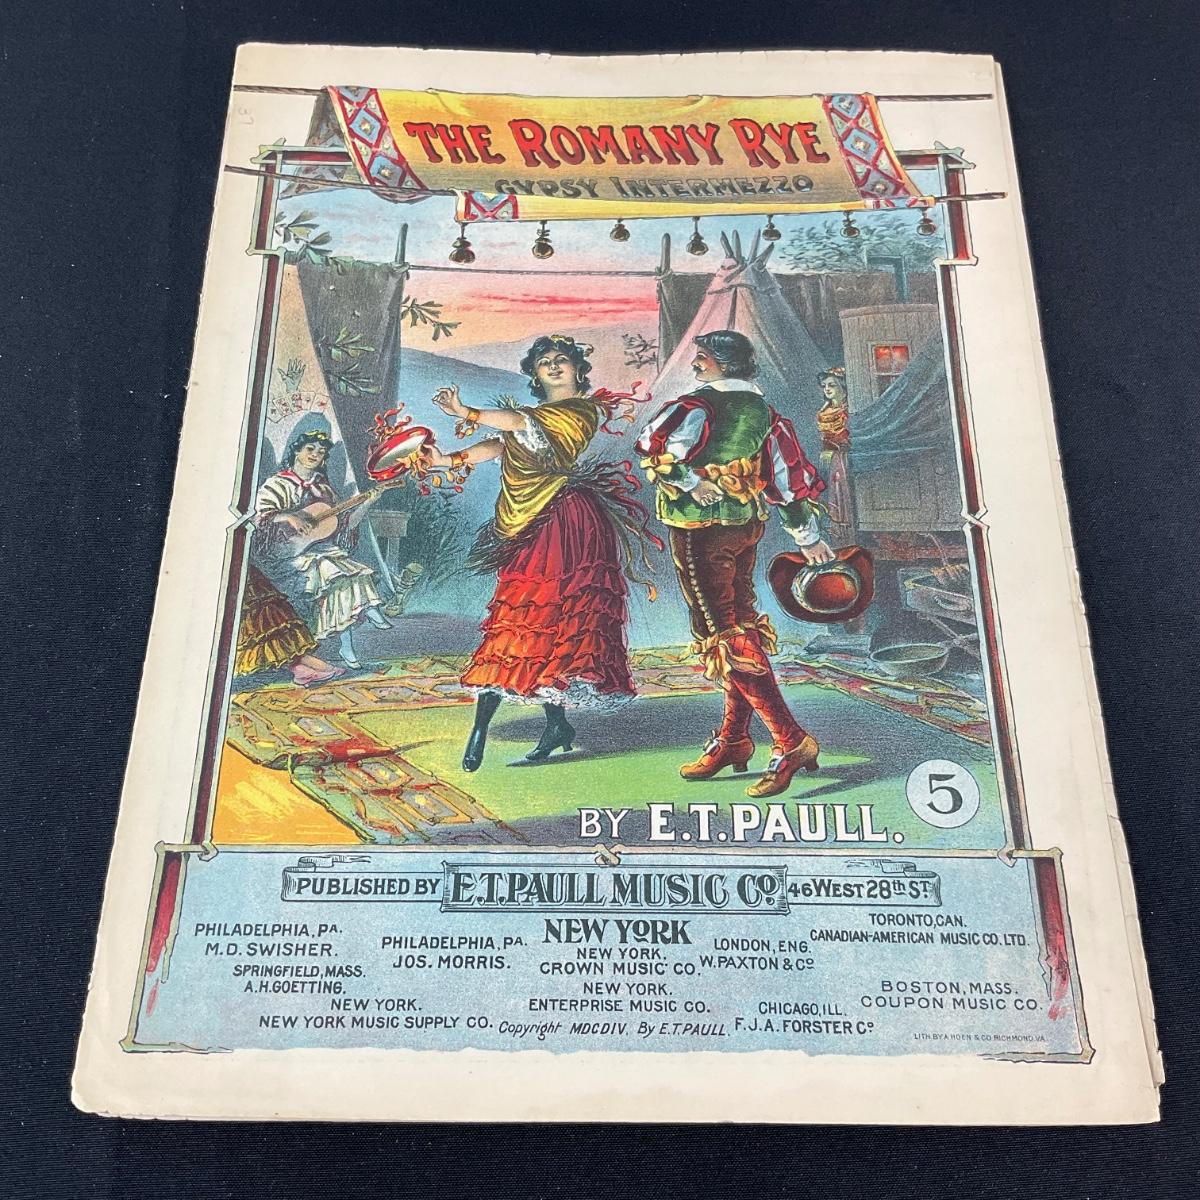 THE ROMANY RYE
GYPSY INTERMEZZO
BY E.T.PAULL.
5
PUBLISHED BY E.T.PAULL MUSIC Co. 46 WEST 28th ST.
NEW YORK
PHILADELPHIA, PA.
M.D. SWISHER.
SPRINGFIELD, MASS.
A.H. GOETTING.
NEW YORK.
NEW YORK MUSIC SUPPLY CO.
PHILADELPHIA, PA.
JOS. MORRIS.
NEW YORK.
CROWN MUSIC CO.
NEW YORK.
ENTERPRISE MUSIC CO.
LONDON, ENG.
W. PAXTON & Co.
CHICAGO, ILL.
F.J.A. FORSTER Co.
TORONTO, CAN.
CANADIAN-AMERICAN MUSIC CO. LTD.
BOSTON, MASS.
COUPON MUSIC CO.
Copyright MDCDIV. By E.T. PAULL.
LITH BY A HOEN & CO RICHMOND, VA.